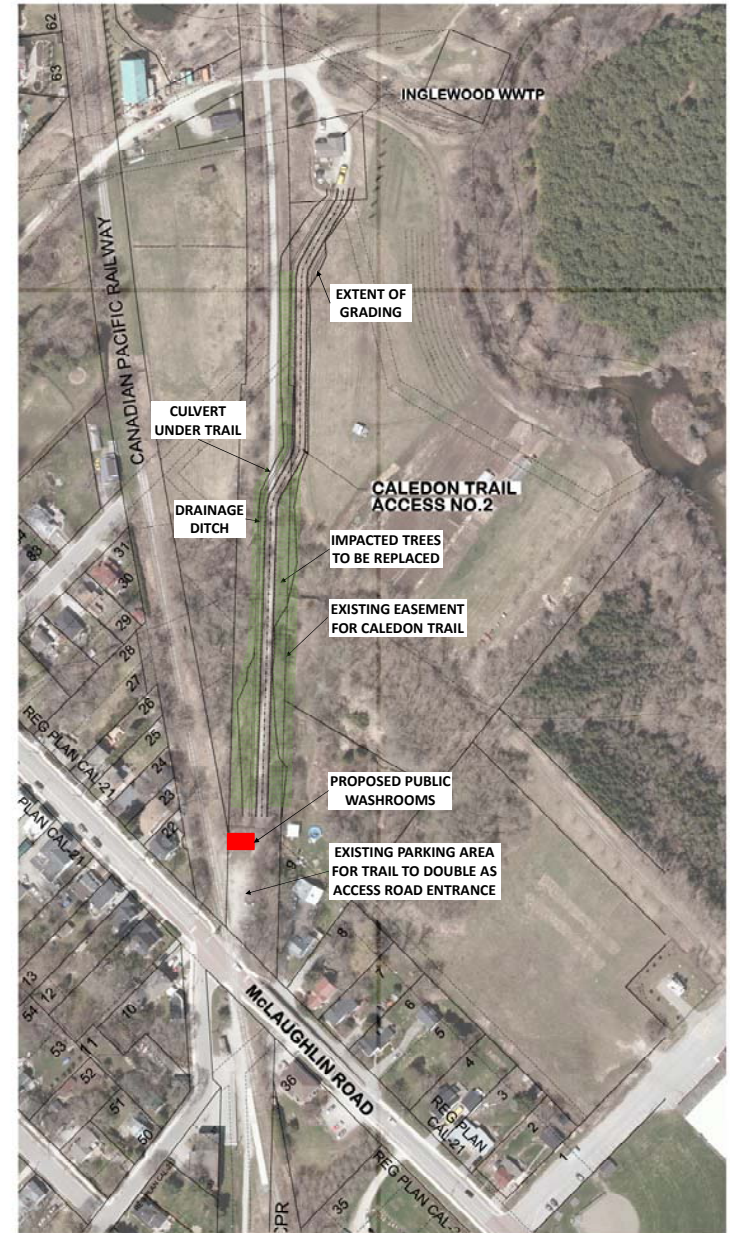 62
63
INGLEWOOD WWTP
CANADIAN PACIFIC RAILWAY
EXTENT OF
GRADING
CULVERT
UNDER TRAIL
CALEDON TRAIL
ACCESS NO.2
DRAINAGE
DITCH
IMPACTED TREES
TO BE REPLACED
83
31
30
EXISTING EASEMENT
FOR CALEDON TRAIL
29
28
27
26
25
24
23
22
REG PLAN CAL-21
PLAN CAL-21
PROPOSED PUBLIC
WASHROOMS
EXISTING PARKING AREA
FOR TRAIL TO DOUBLE AS
ACCESS ROAD ENTRANCE
9
8
7
6
5
4
3
2
1
REG PLAN
CAL-21
McLAUGHLIN ROAD
13
12
54
11
10
53
52
51
50
36
35
CPR
REG PLAN CAL-2